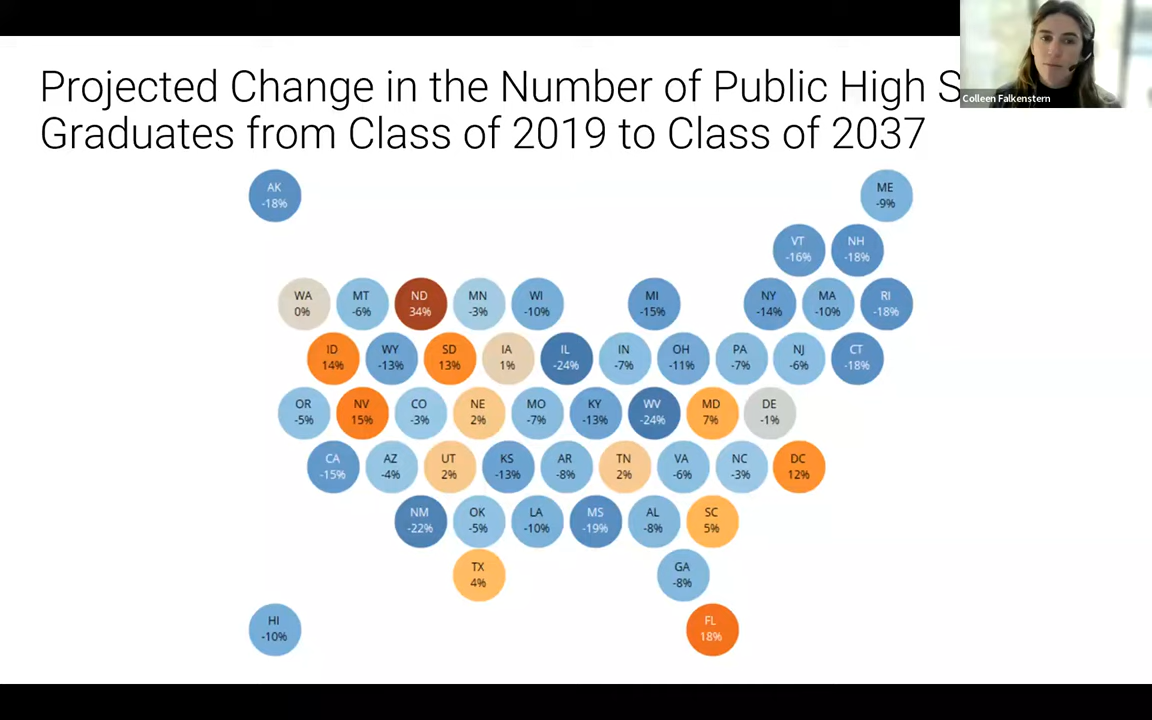 Projected Change in the Number of Public High S
Colleen Falkenstern
Graduates from Class of 2019 to Class of 2037
AK
-18%
ME
-9%
VT
-16%
NH
-18%
WA
0%
MT
-6%
ND
34%
MN
-3%
WI
-10%
MI
-15%
NY
-14%
MA
-10%
RI
-18%
ID
14%
WY
-13%
SD
13%
IA
1%
IL
-24%
IN
-7%
OH
-11%
PA
-7%
NJ
-6%
CT
-18%
OR
-5%
NV
15%
CO
-3%
NE
2%
MO
-7%
KY
-13%
WV
-24%
MD
7%
DE
-1%
CA
-15%
AZ
-4%
UT
2%
KS
-13%
AR
-8%
TN
2%
VA
-6%
NC
-3%
DC
12%
NM
-22%
OK
-5%
LA
-10%
MS
-19%
AL
-8%
SC
5%
TX
4%
GA
-8%
HI
-10%
FL
18%